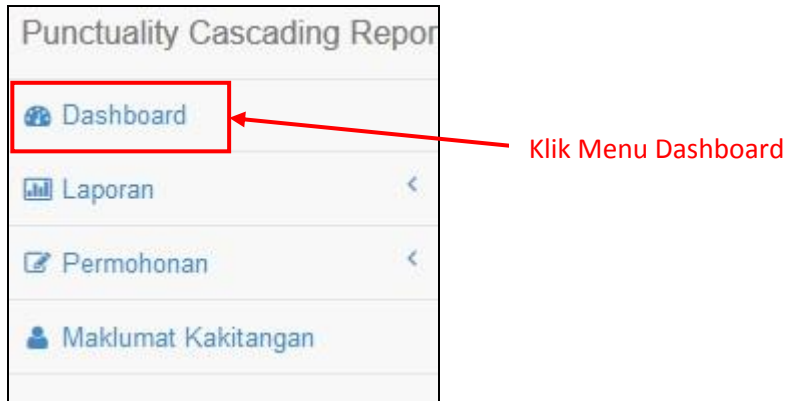 Punctuality Cascading Repor
Dashboard
Klik Menu Dashboard
Laporan
Permohonan
Maklumat Kakitangan